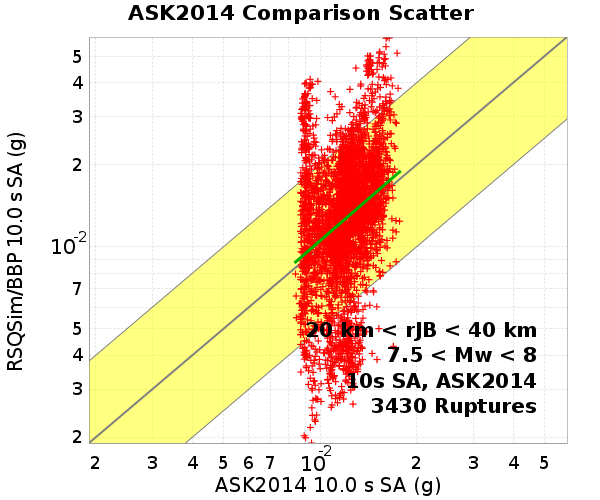 ASK2014 Comparison Scatter
RSQSim/BBP 10.0 s SA (g)
5
4
3
2
10-2
7
5
4
3
2
20 km < rJB < 40 km
7.5 < Mw < 8
10s SA, ASK2014
3430 Ruptures
2 3 4 5 6 7 10-2 2 3 4 5
ASK2014 10.0 s SA (g)